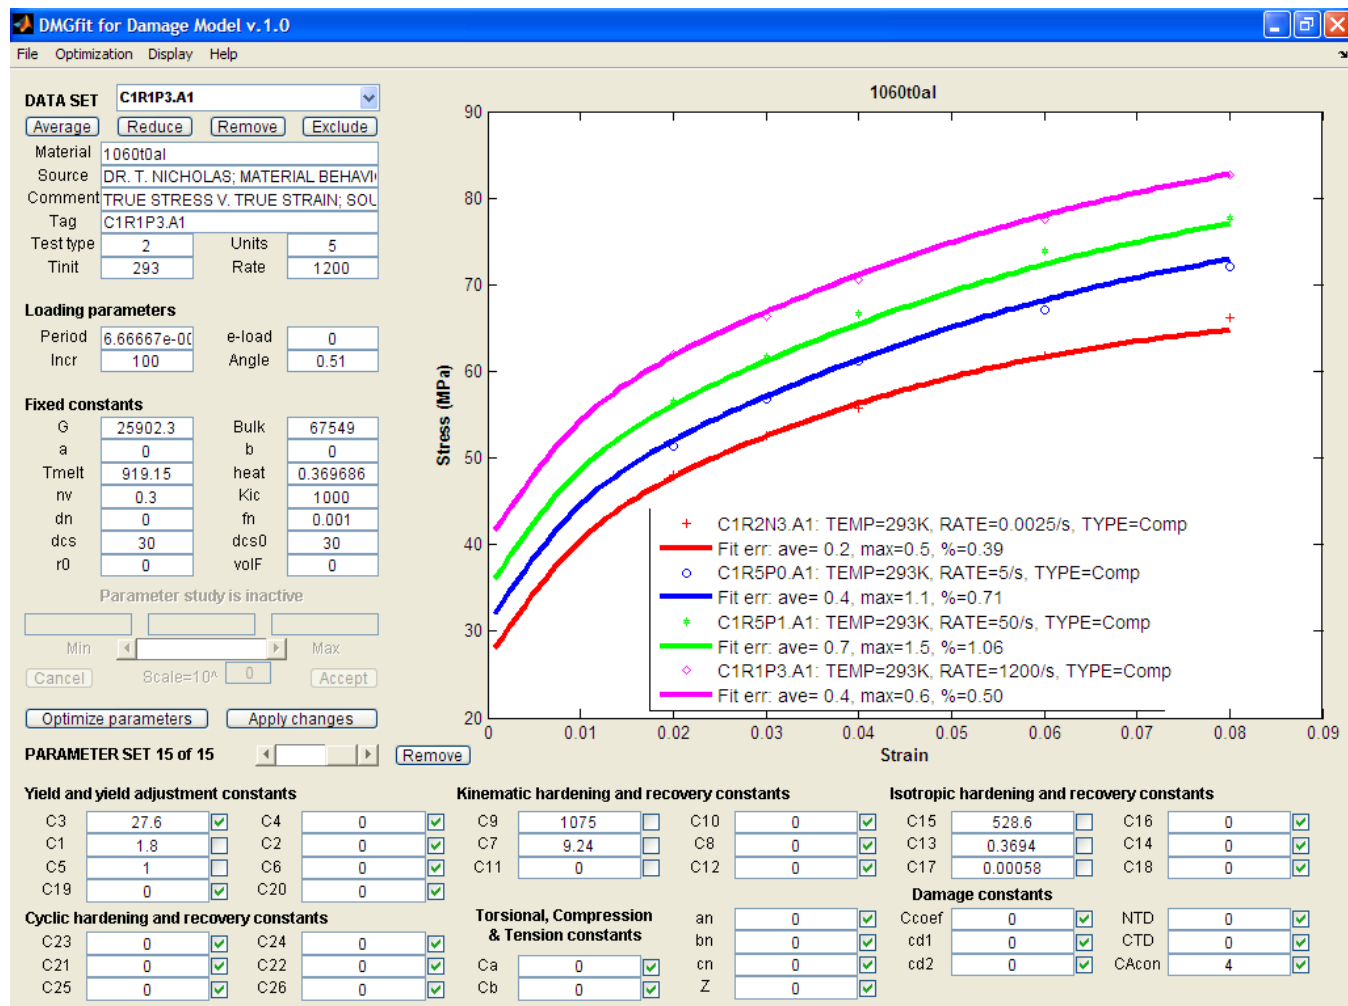 DMGfit for Damage Model v.1.0
File Optimization Display Help
DATA SET C1R1P3.A1
Average Reduce Remove Exclude
Material 1060t0al
Source DR. T. NICHOLAS; MATERIAL BEHAVI
Comment TRUE STRESS V. TRUE STRAIN; SOU
Tag C1R1P3.A1
Test type 2 Units 5
Tinit 293 Rate 1200
Loading parameters
Period 6.66667e-00 e-load 0
Incr 100 Angle 0.51
Fixed constants
G 25902.3 Bulk 67549
a 0 b 0
Tmelt 919.15 heat 0.369686
nv 0.3 Kic 1000
dn 0 fn 0.001
dcs 30 dcs0 30
r0 0 volF 0
Parameter study is inactive
Min Max
Cancel Scale=10^ 0 Accept
Optimize parameters Apply changes
PARAMETER SET 15 of 15 Remove
1060t0al
90
80
70
60
50
40
30
20
Stress (MPa)
C1R2N3.A1: TEMP=293K, RATE=0.0025/s, TYPE=Comp
Fit err: ave= 0.2, max=0.5, %=0.39
C1R5P0.A1: TEMP=293K, RATE=5/s, TYPE=Comp
Fit err: ave= 0.4, max=1.1, %=0.71
C1R5P1.A1: TEMP=293K, RATE=50/s, TYPE=Comp
Fit err: ave= 0.7, max=1.5, %=1.06
C1R1P3.A1: TEMP=293K, RATE=1200/s, TYPE=Comp
Fit err: ave= 0.4, max=0.6, %=0.50
0 0.01 0.02 0.03 0.04 0.05 0.06 0.07 0.08 0.09
Strain
Yield and yield adjustment constants
C3 27.6 C4 0
C1 1.8 C2 0
C5 1 C6 0
C19 0 C20 0
Kinematic hardening and recovery constants
C9 1075 C10 0
C7 9.24 C8 0
C11 0 C12 0
Isotropic hardening and recovery constants
C15 528.6 C16 0
C13 0.3694 C14 0
C17 0.00058 C18 0
Cyclic hardening and recovery constants
C23 0 C24 0
C21 0 C22 0
C25 0 C26 0
Torsional, Compression
& Tension constants
Ca 0
Cb 0
an 0
bn 0
cn 0
Z 0
Damage constants
Ccoef 0 NTD 0
cd1 0 CTD 0
cd2 0 CAcon 4